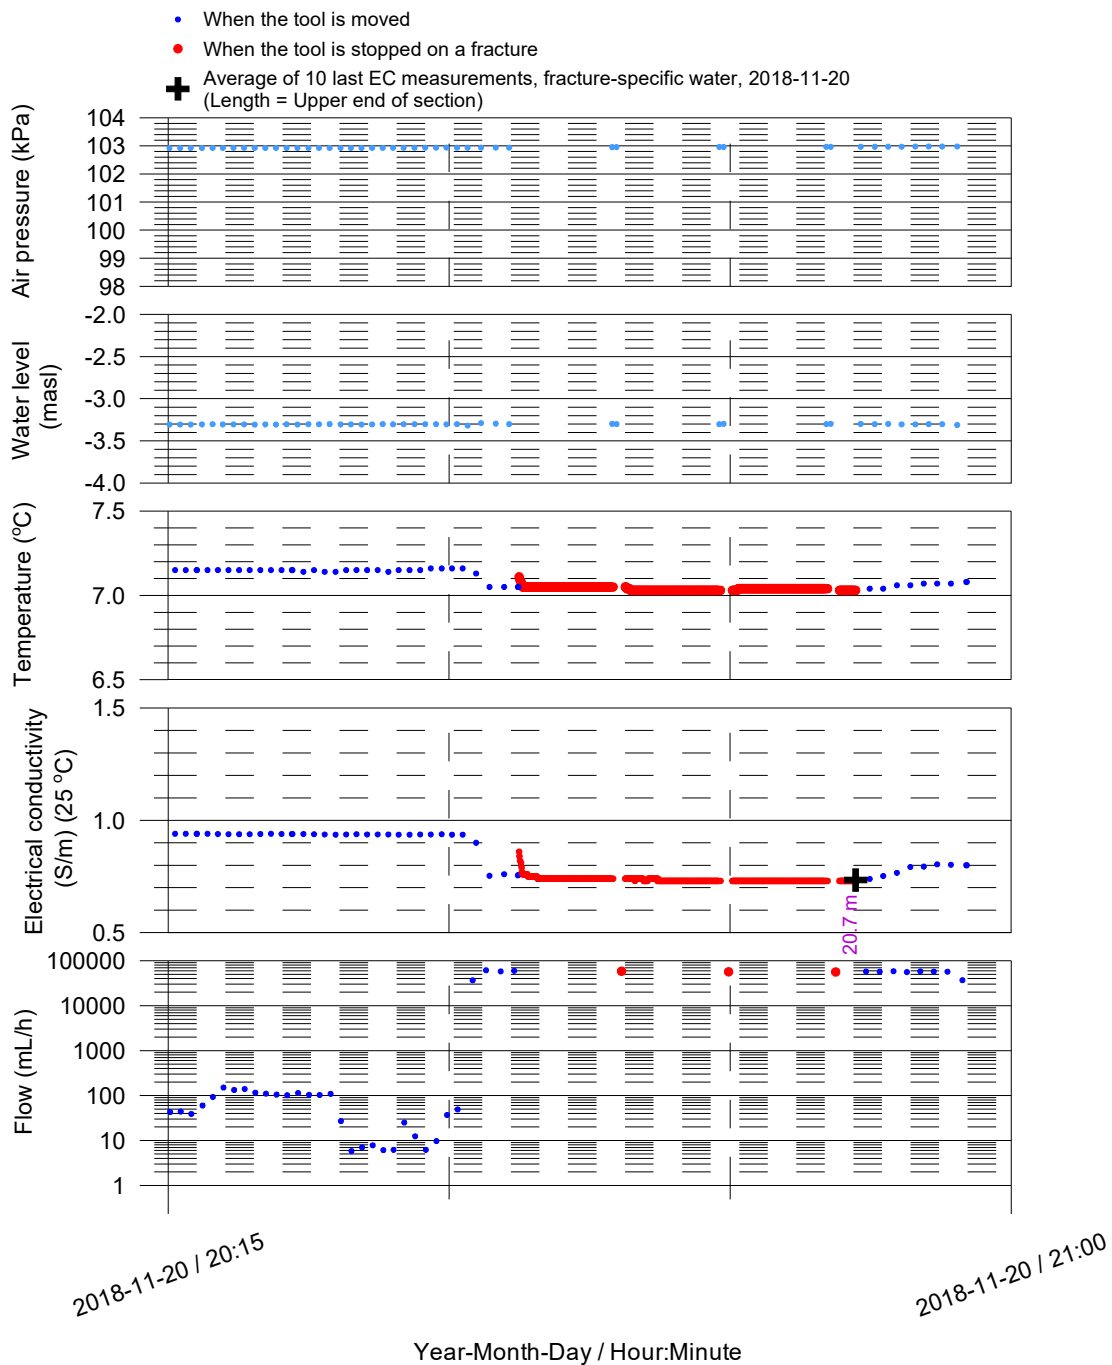 When the tool is moved
When the tool is stopped on a fracture
Average of 10 last EC measurements, fracture-specific water, 2018-11-20
(Length = Upper end of section)
Air pressure (kPa)
104
103
102
101
100
99
98
Water level
(masl)
-2.0
-2.5
-3.0
-3.5
-4.0
Temperature (°C)
7.5
7.0
6.5
Electrical conductivity
(S/m) (25 °C)
1.5
1.0
0.5
20.7 m
Flow (mL/h)
100000
10000
1000
100
10
1
2018-11-20 / 20:15
2018-11-20 / 21:00
Year-Month-Day / Hour:Minute